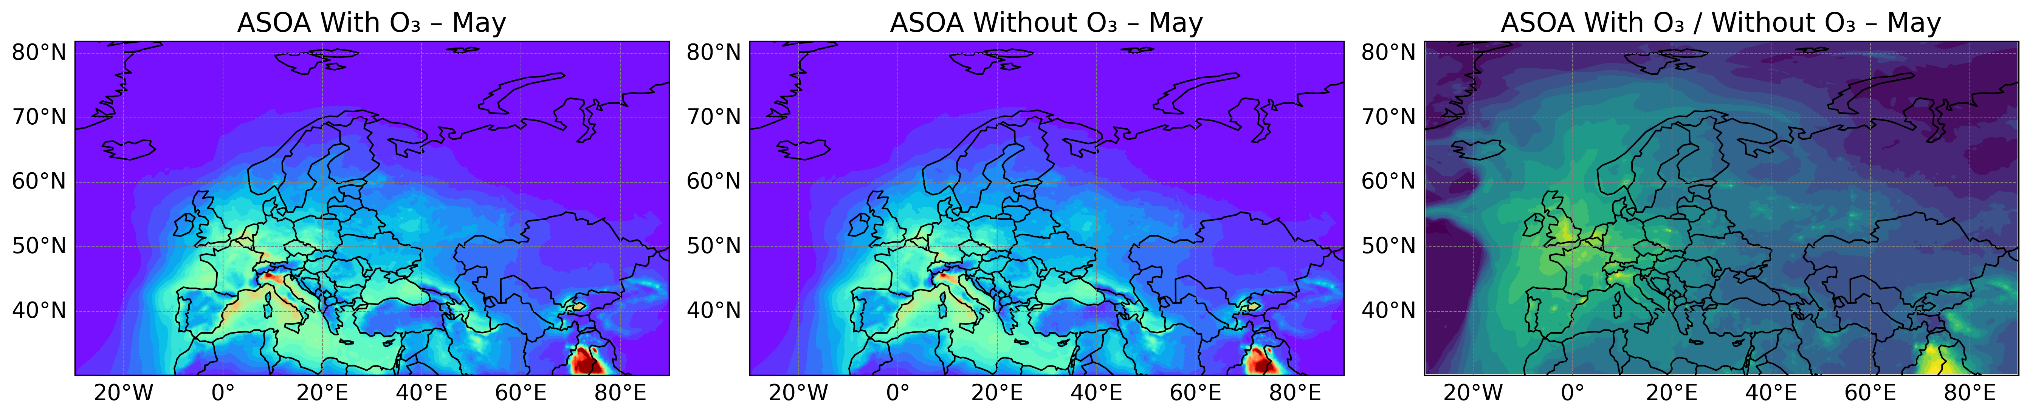 ASOA With O₃ – May
80°N
70°N
60°N
50°N
40°N
20°W 0° 20°E 40°E 60°E 80°E
ASOA Without O₃ – May
80°N
70°N
60°N
50°N
40°N
20°W 0° 20°E 40°E 60°E 80°E
ASOA With O₃ / Without O₃ – May
80°N
70°N
60°N
50°N
40°N
20°W 0° 20°E 40°E 60°E 80°E